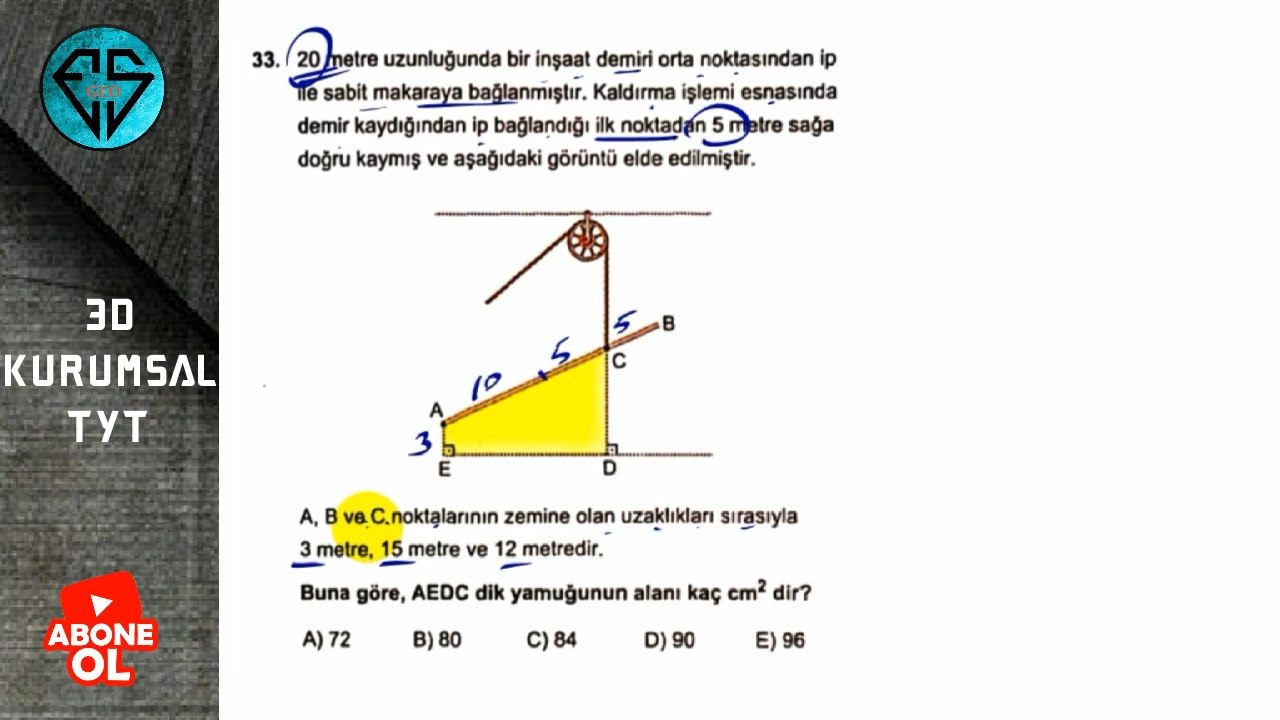 GEO
3D
KURUMSAL
TYT
ABONE
OL
33. 20 metre uzunluğunda bir inşaat demiri orta noktasından ip
ile sabit makaraya bağlanmıştır. Kaldırma işlemi esnasında
demir kaydığından ip bağlandığı ilk noktadan 5 metre sağa
doğru kaymış ve aşağıdaki görüntü elde edilmiştir.
5
B
5
C
10
A
3
E
D
A, B ve C noktalarının zemine olan uzaklıkları sırasıyla
3 metre, 15 metre ve 12 metredir.
Buna göre, AEDC dik yamuğunun alanı kaç cm² dir?
A) 72 B) 80 C) 84 D) 90 E) 96